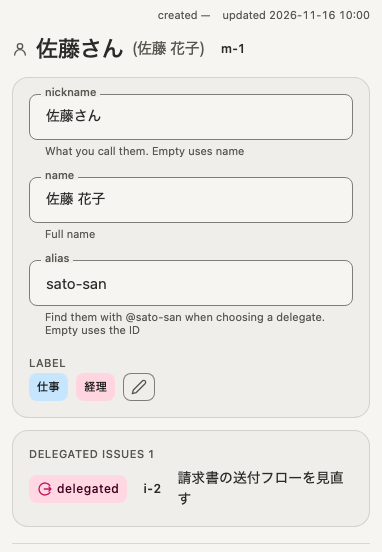 created — updated 2026-11-16 10:00
佐藤さん (佐藤 花子) m-1
nickname
佐藤さん
What you call them. Empty uses name
name
佐藤 花子
Full name
alias
sato-san
Find them with @sato-san when choosing a delegate.
Empty uses the ID
LABEL
仕事 経理
DELEGATED ISSUES 1
delegated i-2 請求書の送付フローを見直
す